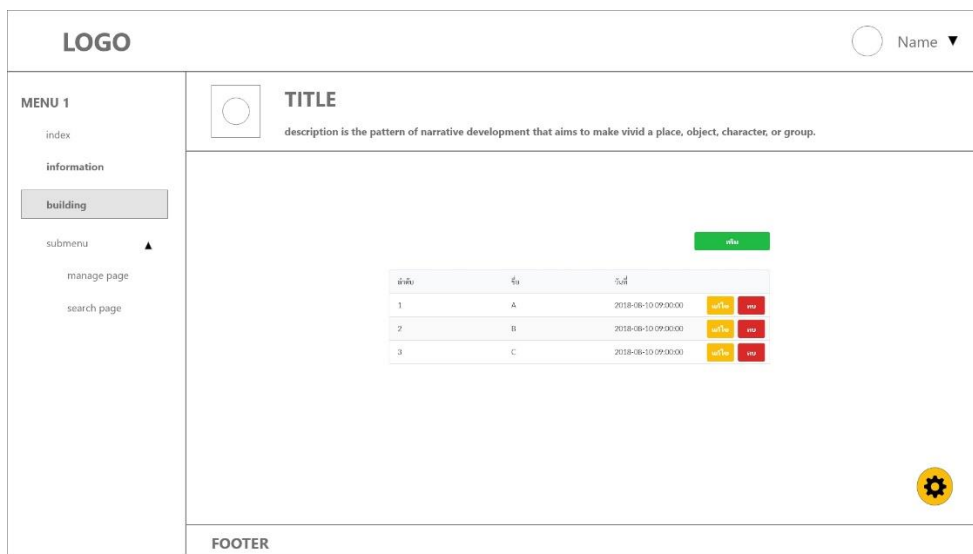 LOGO
Name
MENU 1
index
information
building
submenu
manage page
search page
TITLE
description is the pattern of narrative development that aims to make vivid a place, object, character, or group.
เพิ่ม
ลำดับ ชื่อ วันที่
1 A 2018-08-10 09:00:00 แก้ไข ลบ
2 B 2018-08-10 09:00:00 แก้ไข ลบ
3 C 2018-08-10 09:00:00 แก้ไข ลบ
FOOTER